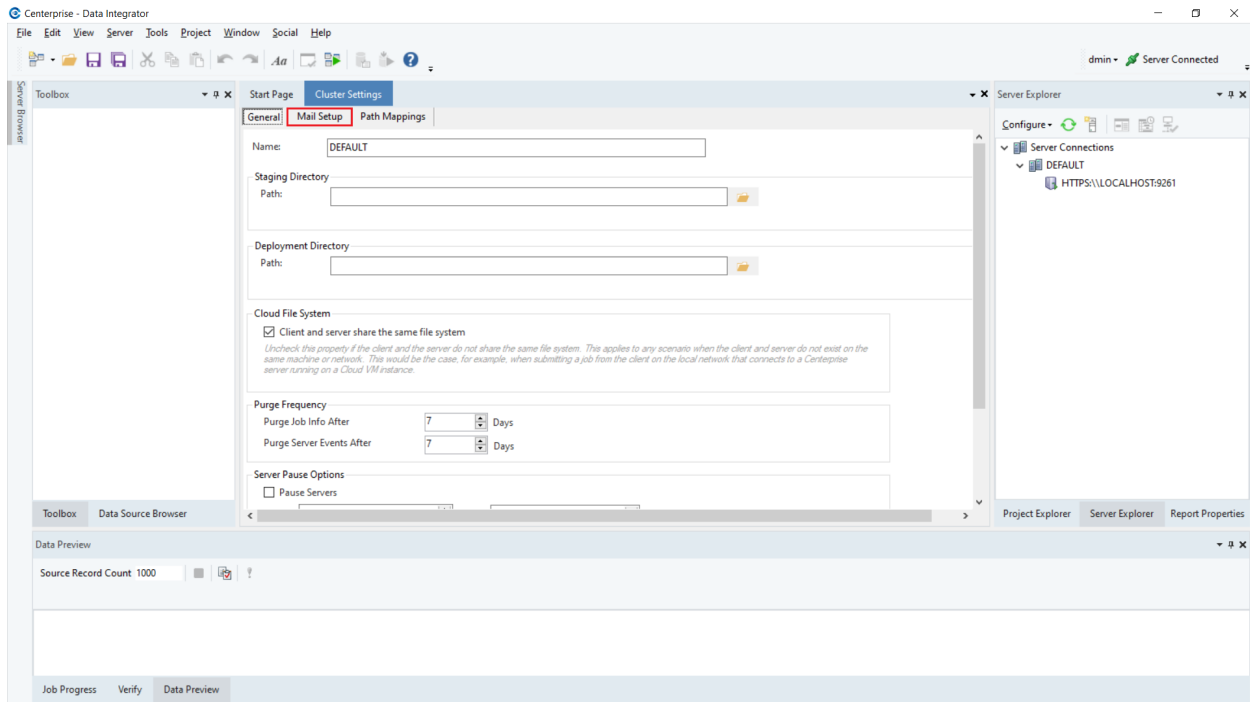 Centerprise - Data Integrator
File Edit View Server Tools Project Window Social Help
Aa
dmin
Server Connected
Server Browser
Toolbox
Start Page Cluster Settings
General Mail Setup Path Mappings
Name: DEFAULT
Staging Directory
Path:
Deployment Directory
Path:
Cloud File System
Client and server share the same file system
Uncheck this property if the client and the server do not share the same file system. This applies to any scenario when the client and server do not exist on the
same machine or network. This would be the case, for example, when submitting a job from the client on the local network that connects to a Centerprise
server running on a Cloud VM instance.
Purge Frequency
Purge Job Info After 7 Days
Purge Server Events After 7 Days
Server Pause Options
Pause Servers
Server Explorer
Configure
Server Connections
DEFAULT
HTTPS:\\LOCALHOST:9261
Toolbox Data Source Browser
Project Explorer Server Explorer Report Properties
Data Preview
Source Record Count 1000
Job Progress Verify Data Preview